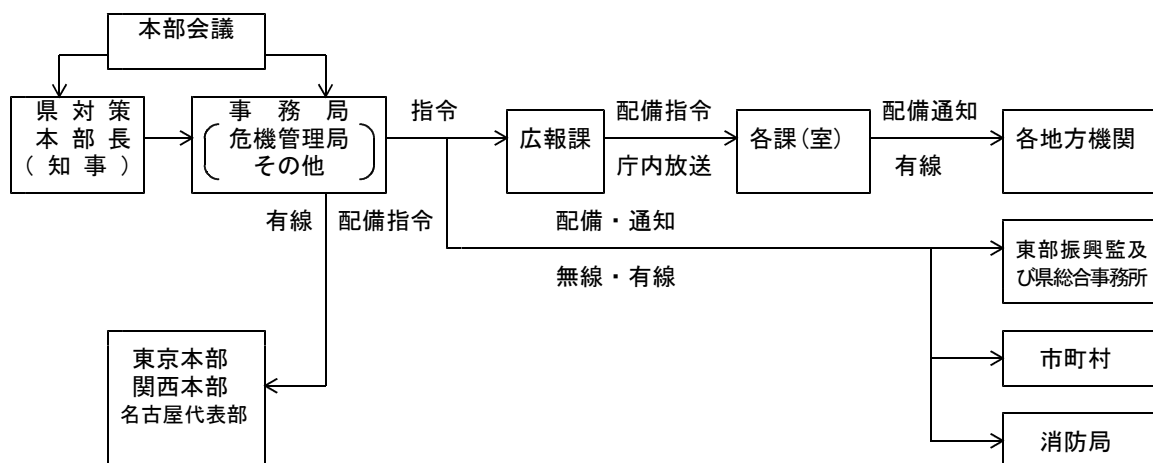 本部会議
県対策
本部長
(知事)
事務局
危機管理局
その他
指令
広報課
配備指令
庁内放送
各課(室)
配備通知
有線
各地方機関
有線
配備指令
配備・通知
無線・有線
東部振興監及
び県総合事務所
東京本部
関西本部
名古屋代表部
市町村
消防局